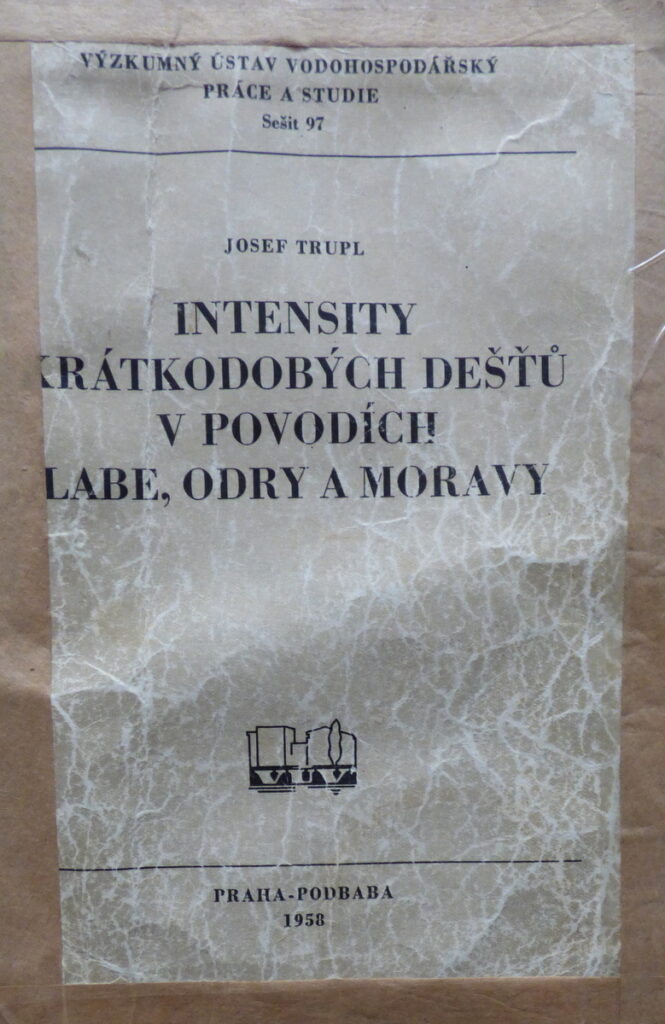 VÝZKUMNÝ ÚSTAV VODOHOSPODÁŘSKÝ
PRÁCE A STUDIE
Sešit 97
JOSEF TRUPL
INTENSITY
KRÁTKODOBÝCH DEŠŤŮ
V POVODÍCH
LABE, ODRY A MORAVY
VÚV
PRAHA-PODBABA
1958